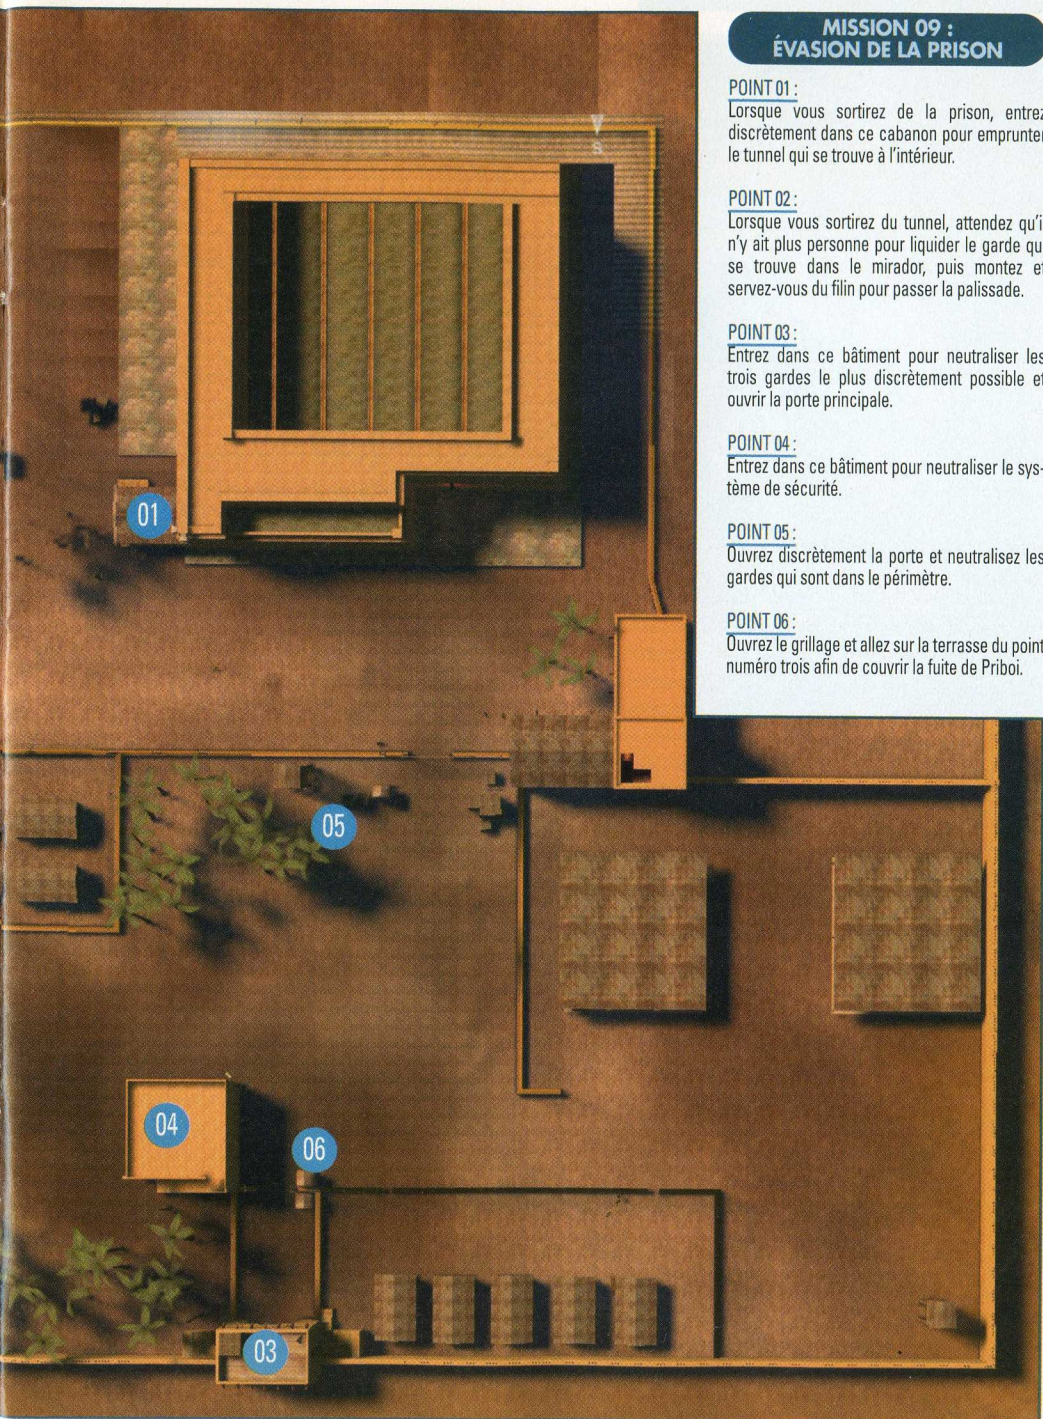 MISSION 09 :
ÉVASION DE LA PRISON
POINT 01 :
Lorsque vous sortirez de la prison, entrez
discrètement dans ce cabanon pour emprunter
le tunnel qui se trouve à l'intérieur.
POINT 02 :
Lorsque vous sortirez du tunnel, attendez qu'i
n'y ait plus personne pour liquider le garde qu
se trouve dans le mirador, puis montez et
servez-vous du filin pour passer la palissade.
POINT 03 :
Entrez dans ce bâtiment pour neutraliser les
trois gardes le plus discrètement possible et
ouvrir la porte principale.
POINT 04 :
Entrez dans ce bâtiment pour neutraliser le sys-
tème de sécurité.
POINT 05 :
Ouvrez discrètement la porte et neutralisez les
gardes qui sont dans le périmètre.
POINT 06 :
Ouvrez le grillage et allez sur la terrasse du point
numéro trois afin de couvrir la fuite de Priboi.
a
01
05
04
06
03